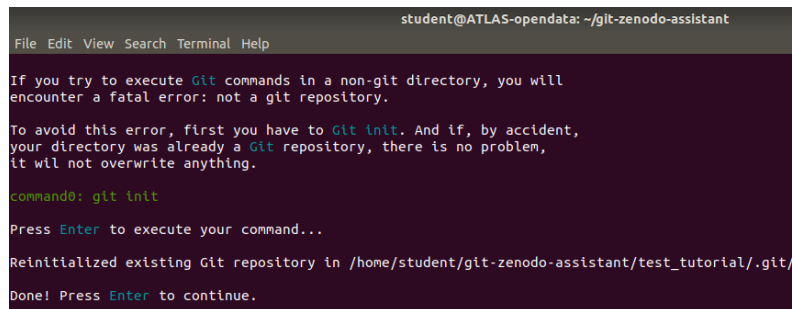 student@ATLAS-opendata: ~/git-zenodo-assistant
File Edit View Search Terminal Help
If you try to execute Git commands in a non-git directory, you will
encounter a fatal error: not a git repository.
To avoid this error, first you have to Git init. And if, by accident,
your directory was already a Git repository, there is no problem,
it wil not overwrite anything.
command0: git init
Press Enter to execute your command...
Reinitialized existing Git repository in /home/student/git-zenodo-assistant/test_tutorial/.git/
Done! Press Enter to continue.